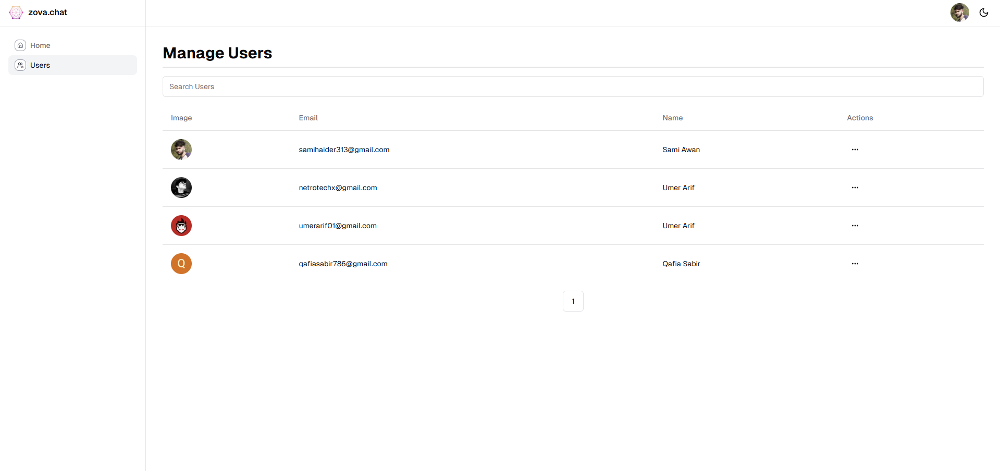 zova.chat
Home
Users
Manage Users
Search Users
Image Email Name Actions
samihaider313@gmail.com Sami Awan
netrotechx@gmail.com Umer Arif
umerarif01@gmail.com Umer Arif
Q qafiasabir786@gmail.com Qafia Sabir
1